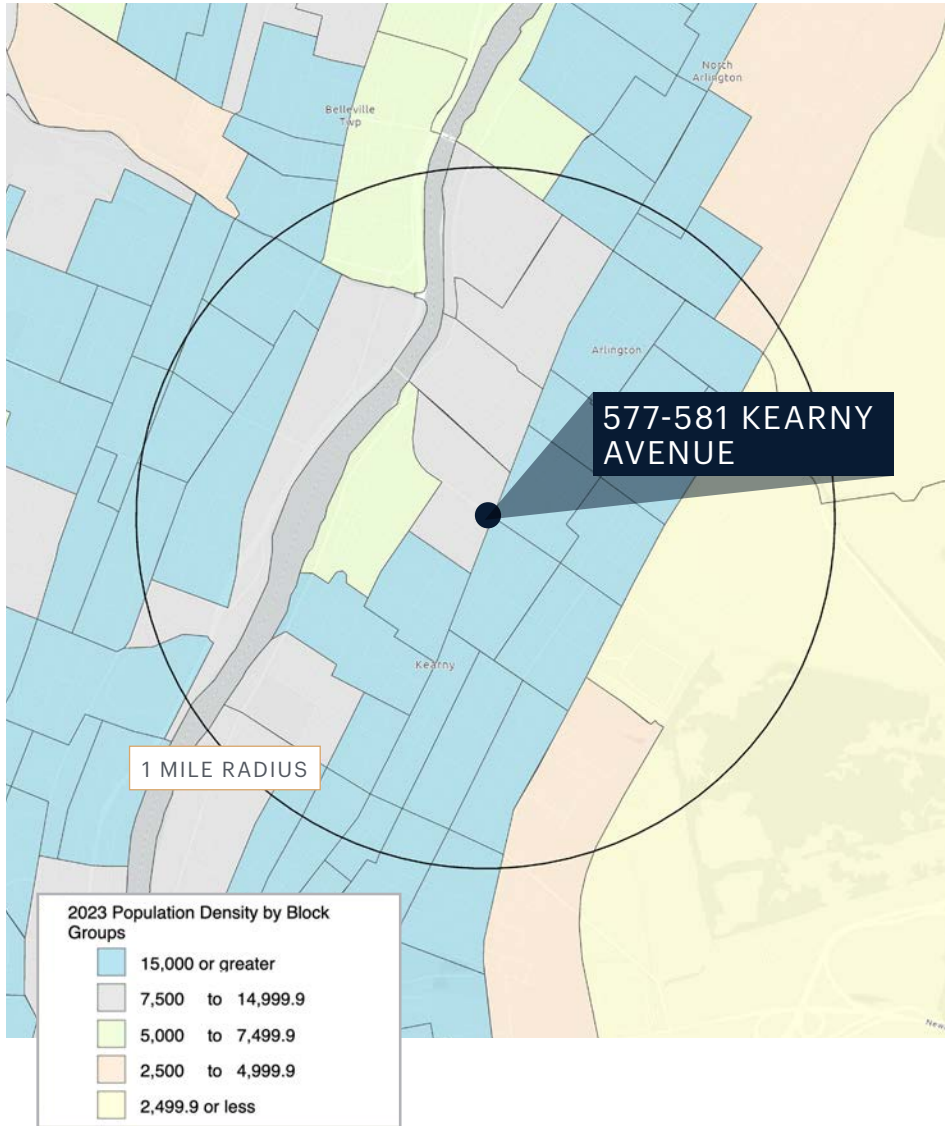 North
Arlington
Belleville
Twp
Arlington
577-581 KEARNY
AVENUE
Kearny
1 MILE RADIUS
2023 Population Density by Block
Groups
15,000 or greater
7,500 to 14,999.9
5,000 to 7,499.9
2,500 to 4,999.9
2,499.9 or less